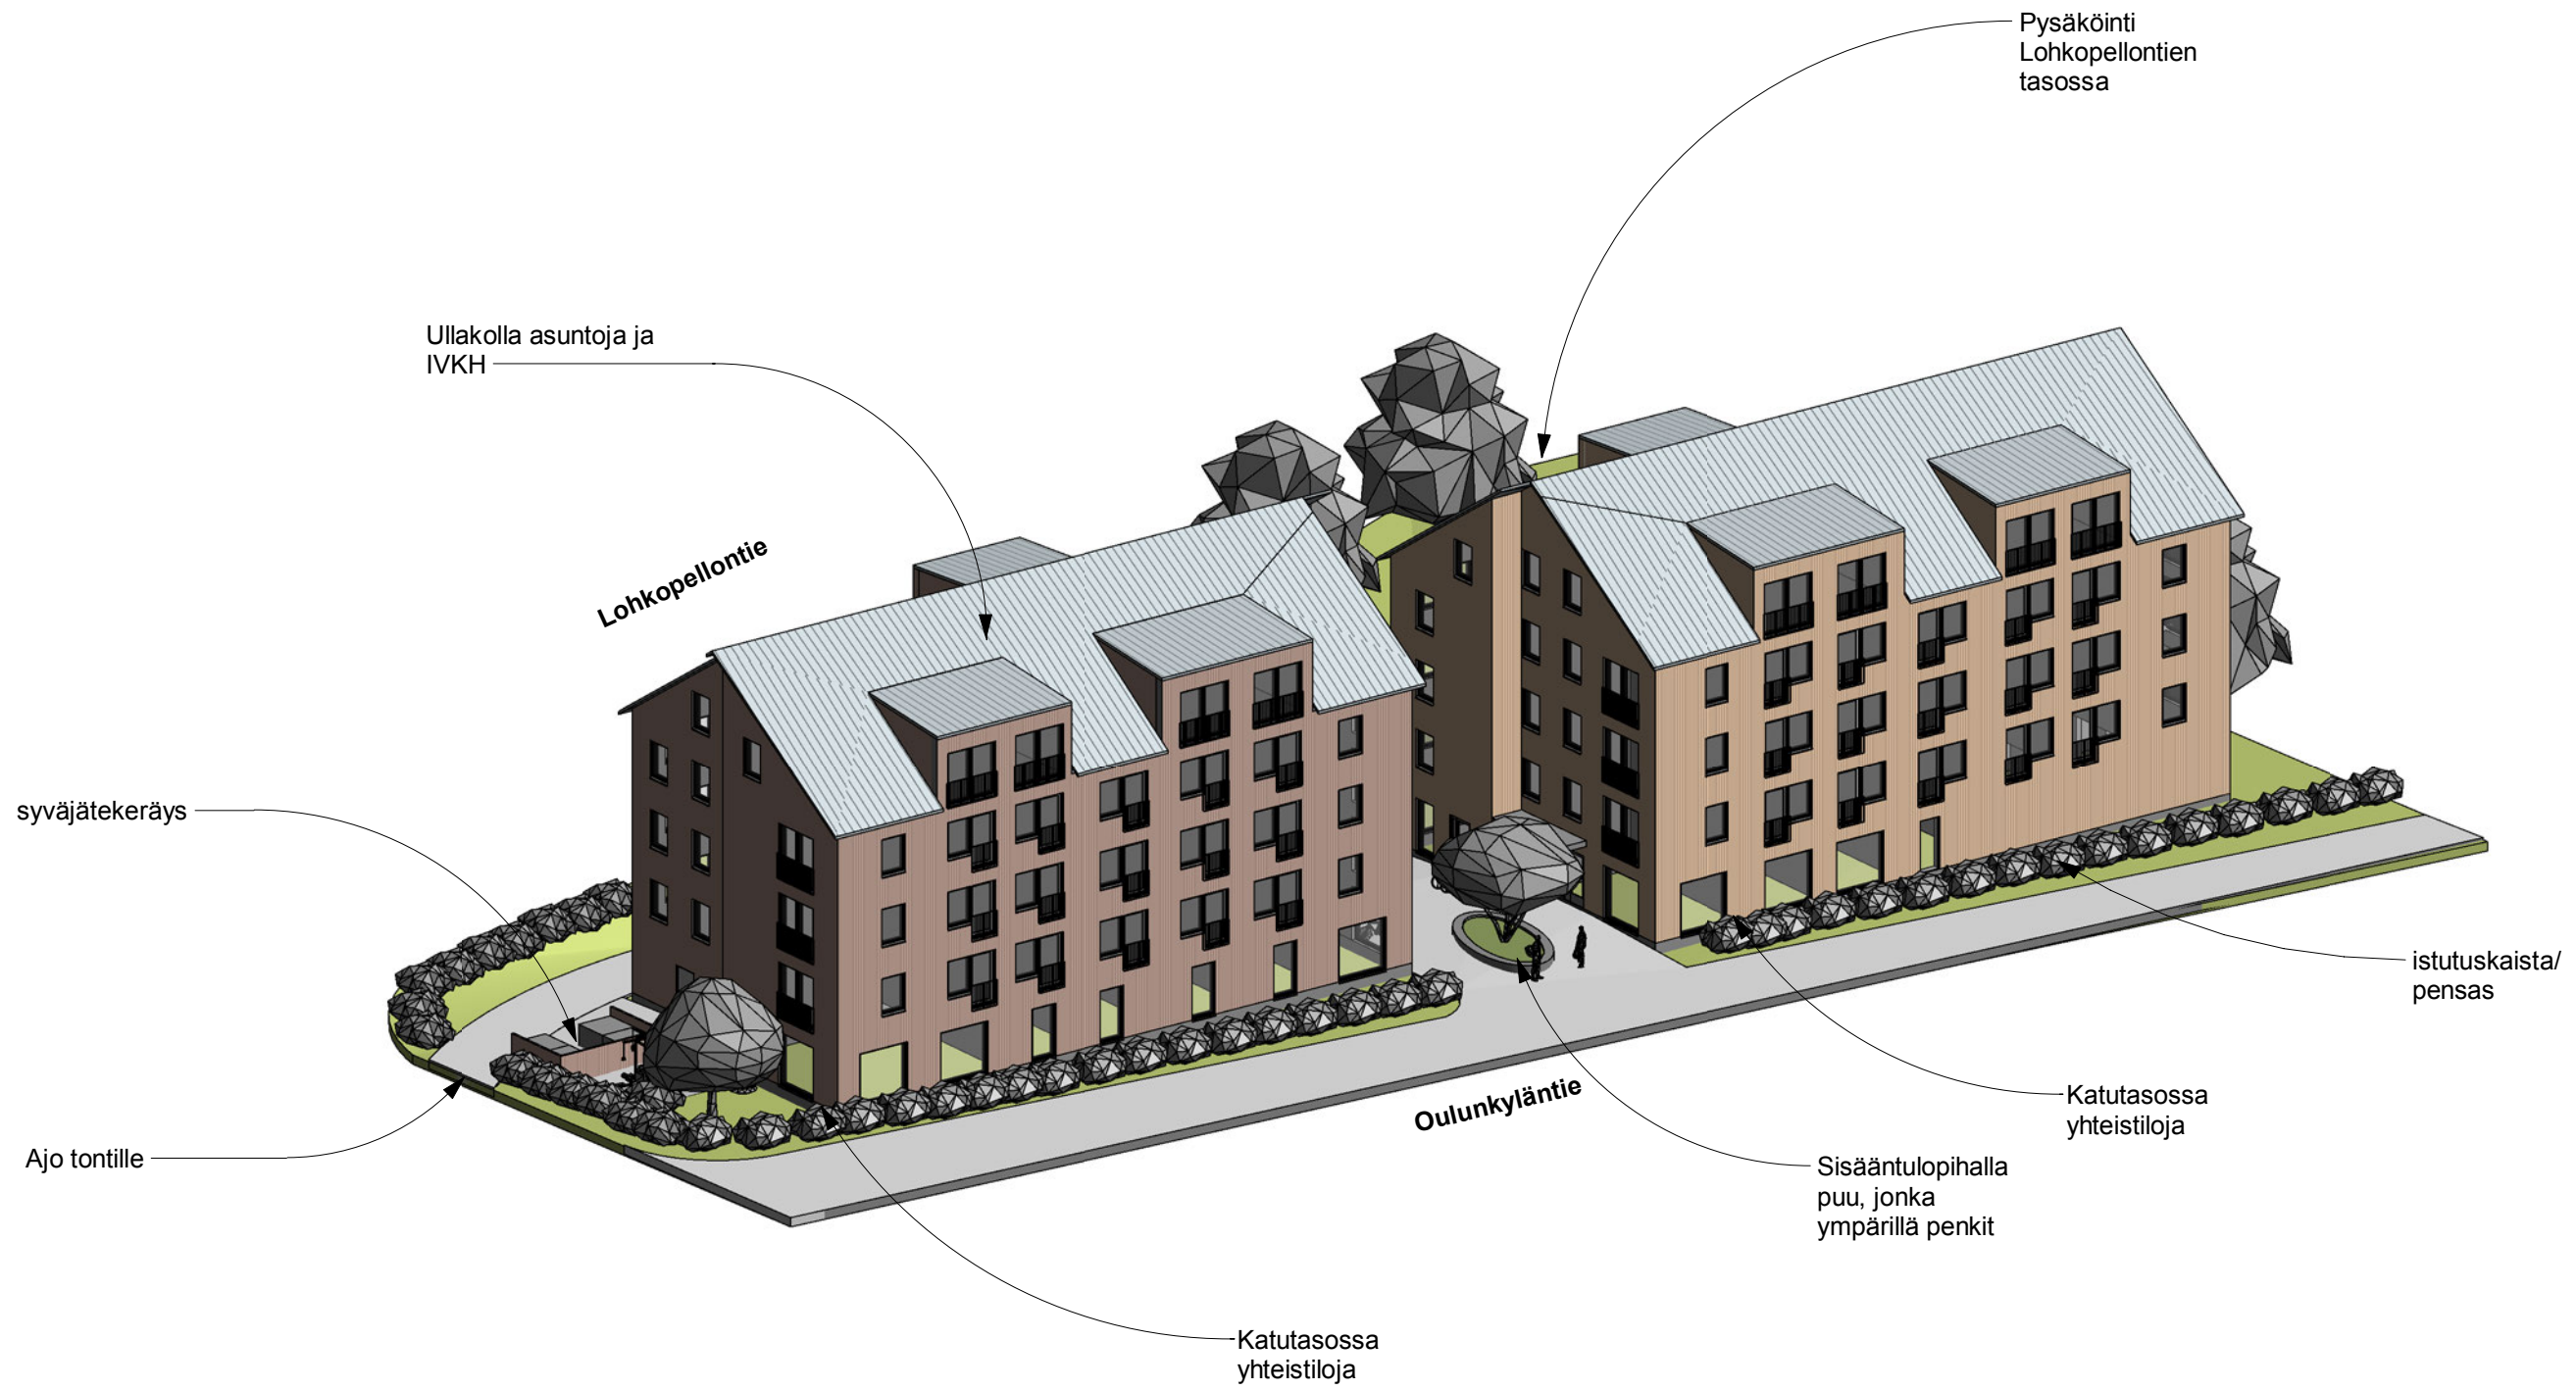 Pysäköinti
Lohkopellontien
tasossa
Ullakolla asuntoja ja
IVKH
Lohkopellontie
syväjätekeräys
istutuskaista/
pensas
Oulunkyläntie
Katutasossa
yhteistiloja
Ajo tontille
Sisääntulopihalla
puu, jonka
ympärillä penkit
Katutasossa
yhteistiloja